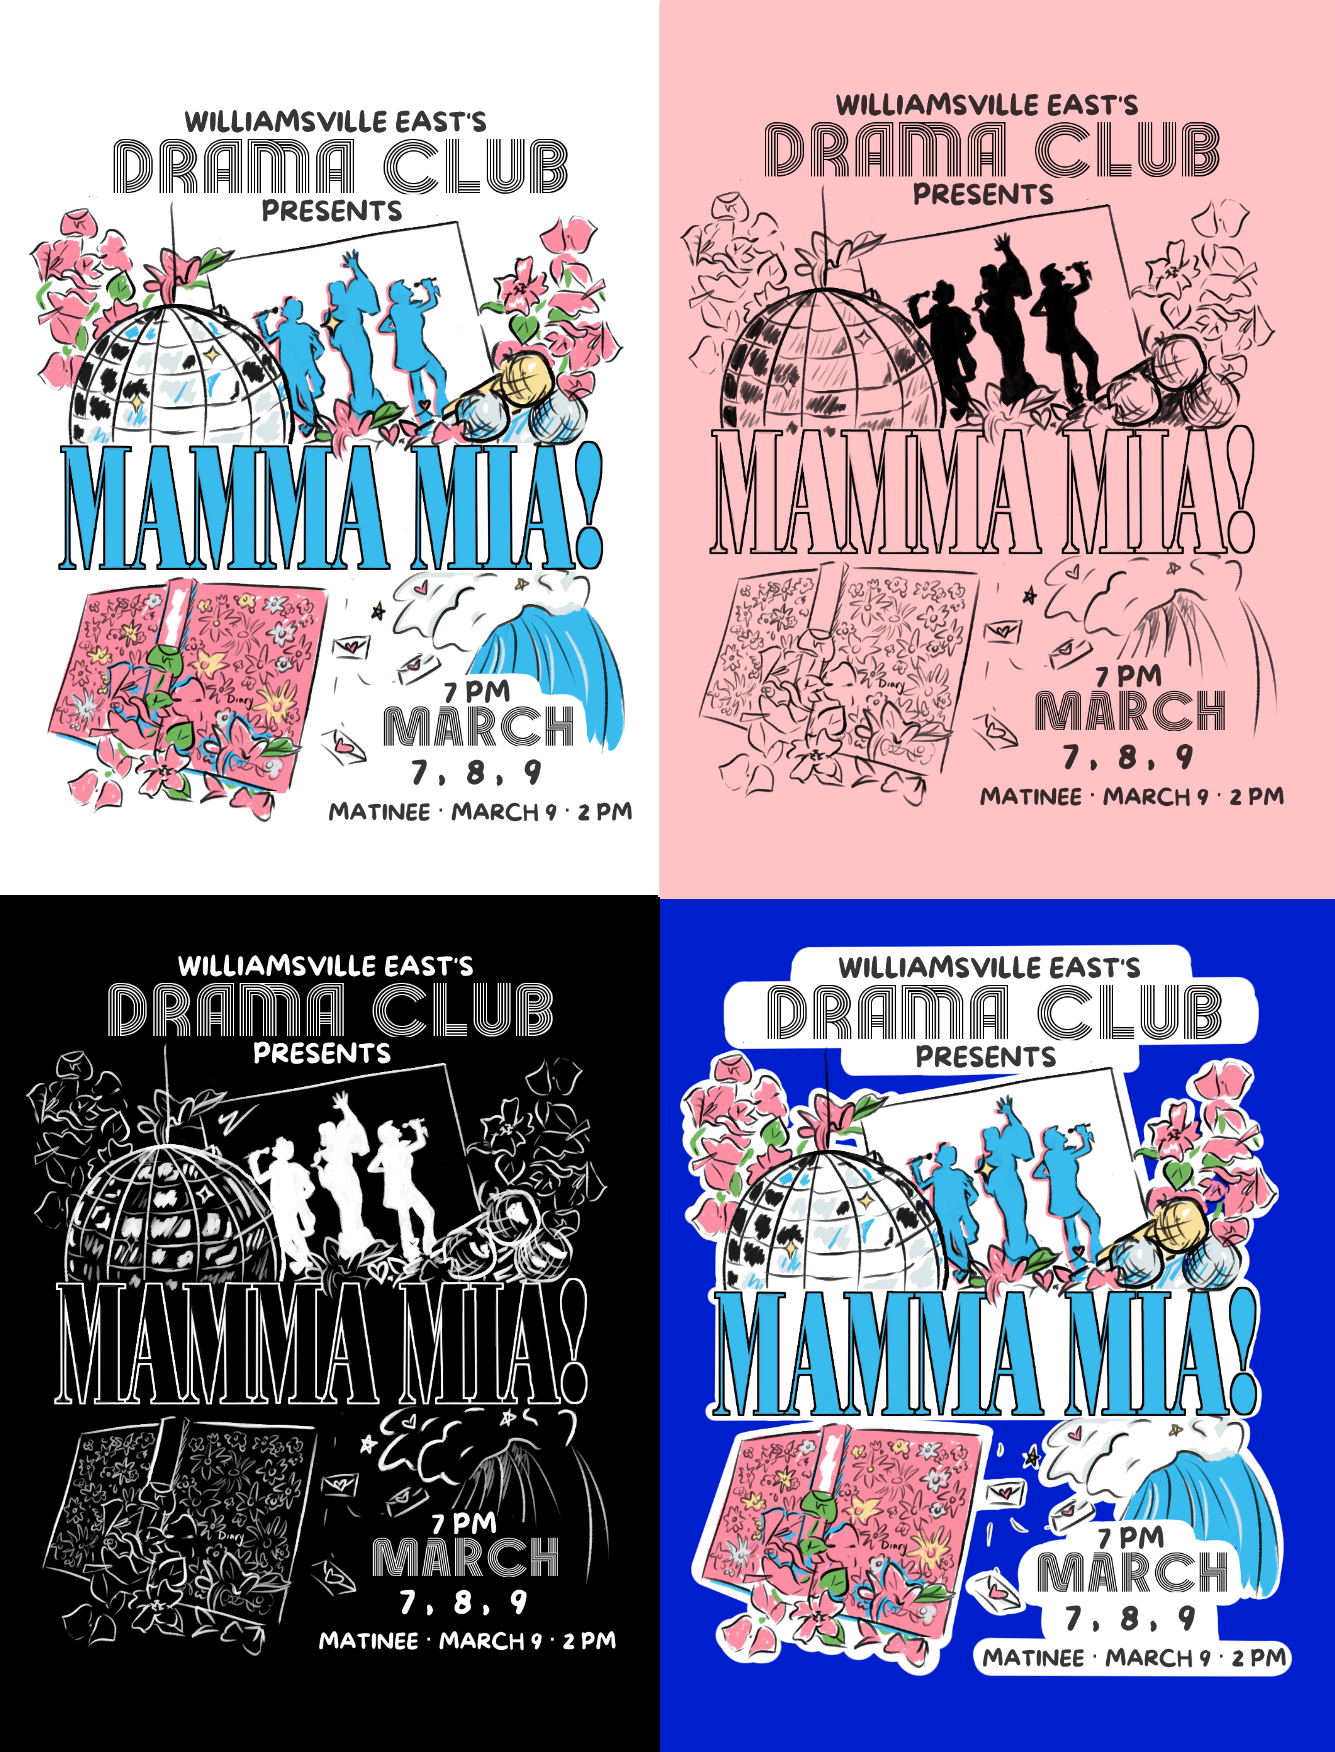 WILLIAMSVILLE EAST'S
DRAMA CLUB
PRESENTS
MAMMA MIA!
Diary
7 PM
MARCH
7, 8, 9
MATINEE · MARCH 9 · 2 PM
WILLIAMSVILLE EAST'S
DRAMA CLUB
PRESENTS
MAMMA MIA!
Diary
7 PM
MARCH
7, 8, 9
MATINEE · MARCH 9 · 2 PM
WILLIAMSVILLE EAST'S
DRAMA CLUB
PRESENTS
MAMMA MIA!
Diary
7 PM
MARCH
7, 8, 9
MATINEE · MARCH 9 · 2 PM
WILLIAMSVILLE EAST'S
DRAMA CLUB
PRESENTS
MAMMA MIA!
Diary
7 PM
MARCH
7, 8, 9
MATINEE · MARCH 9 · 2 PM